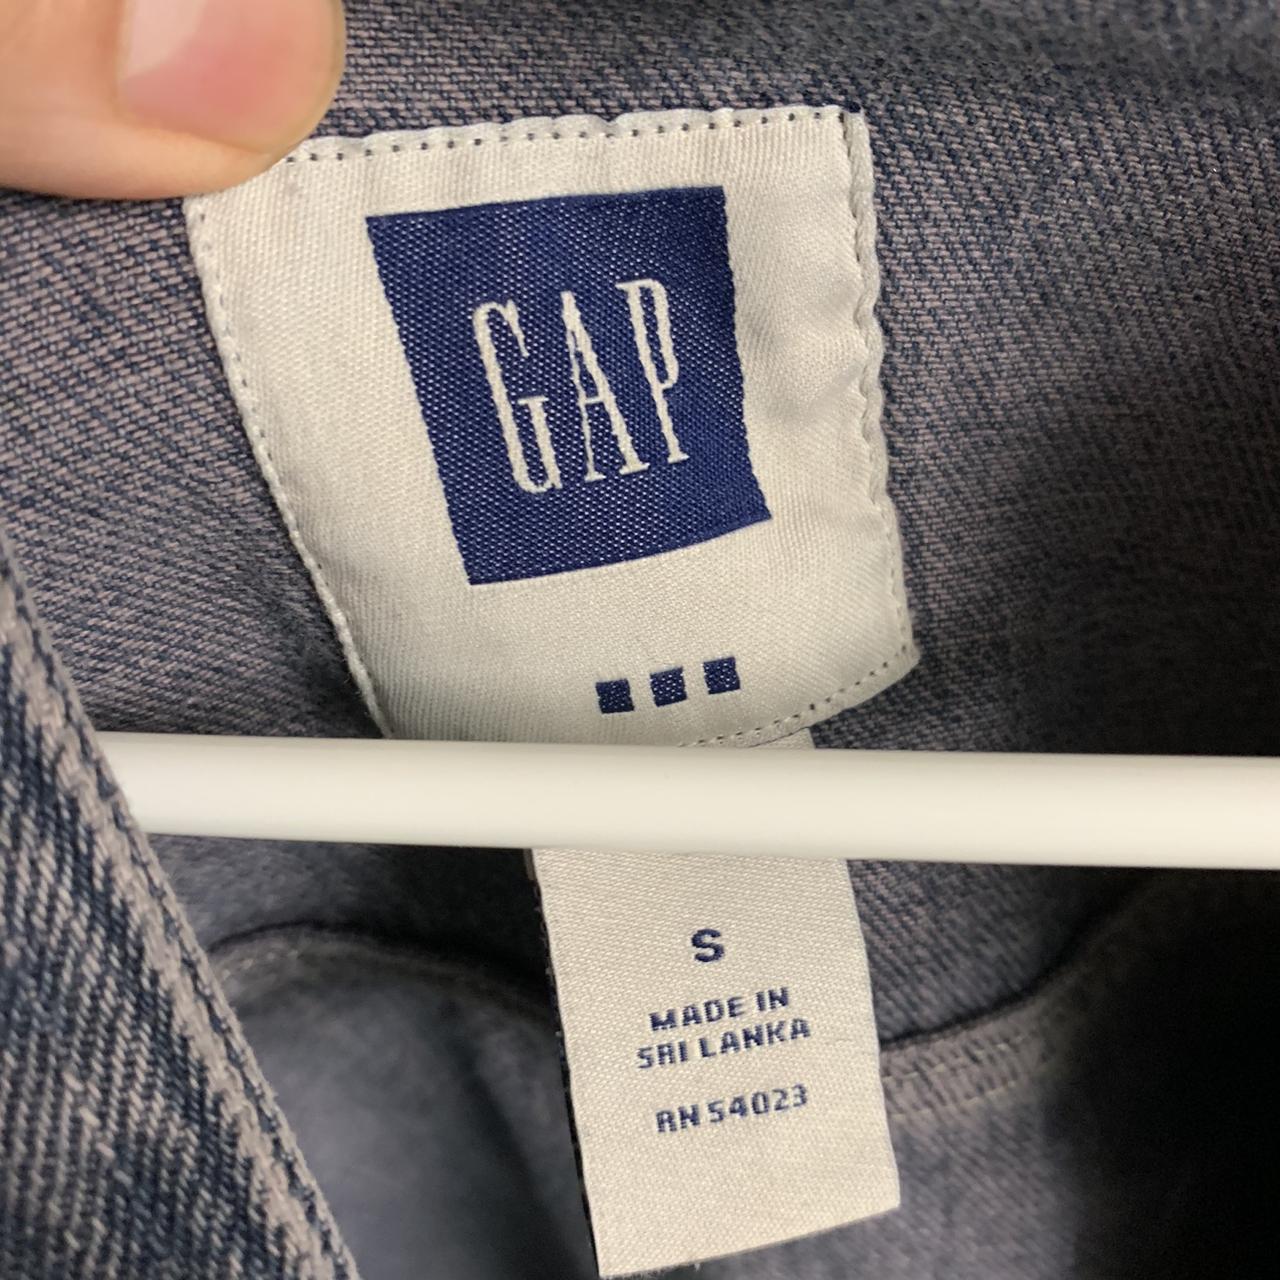 GAP
S
MADE IN
SRI LANKA
RN 54023